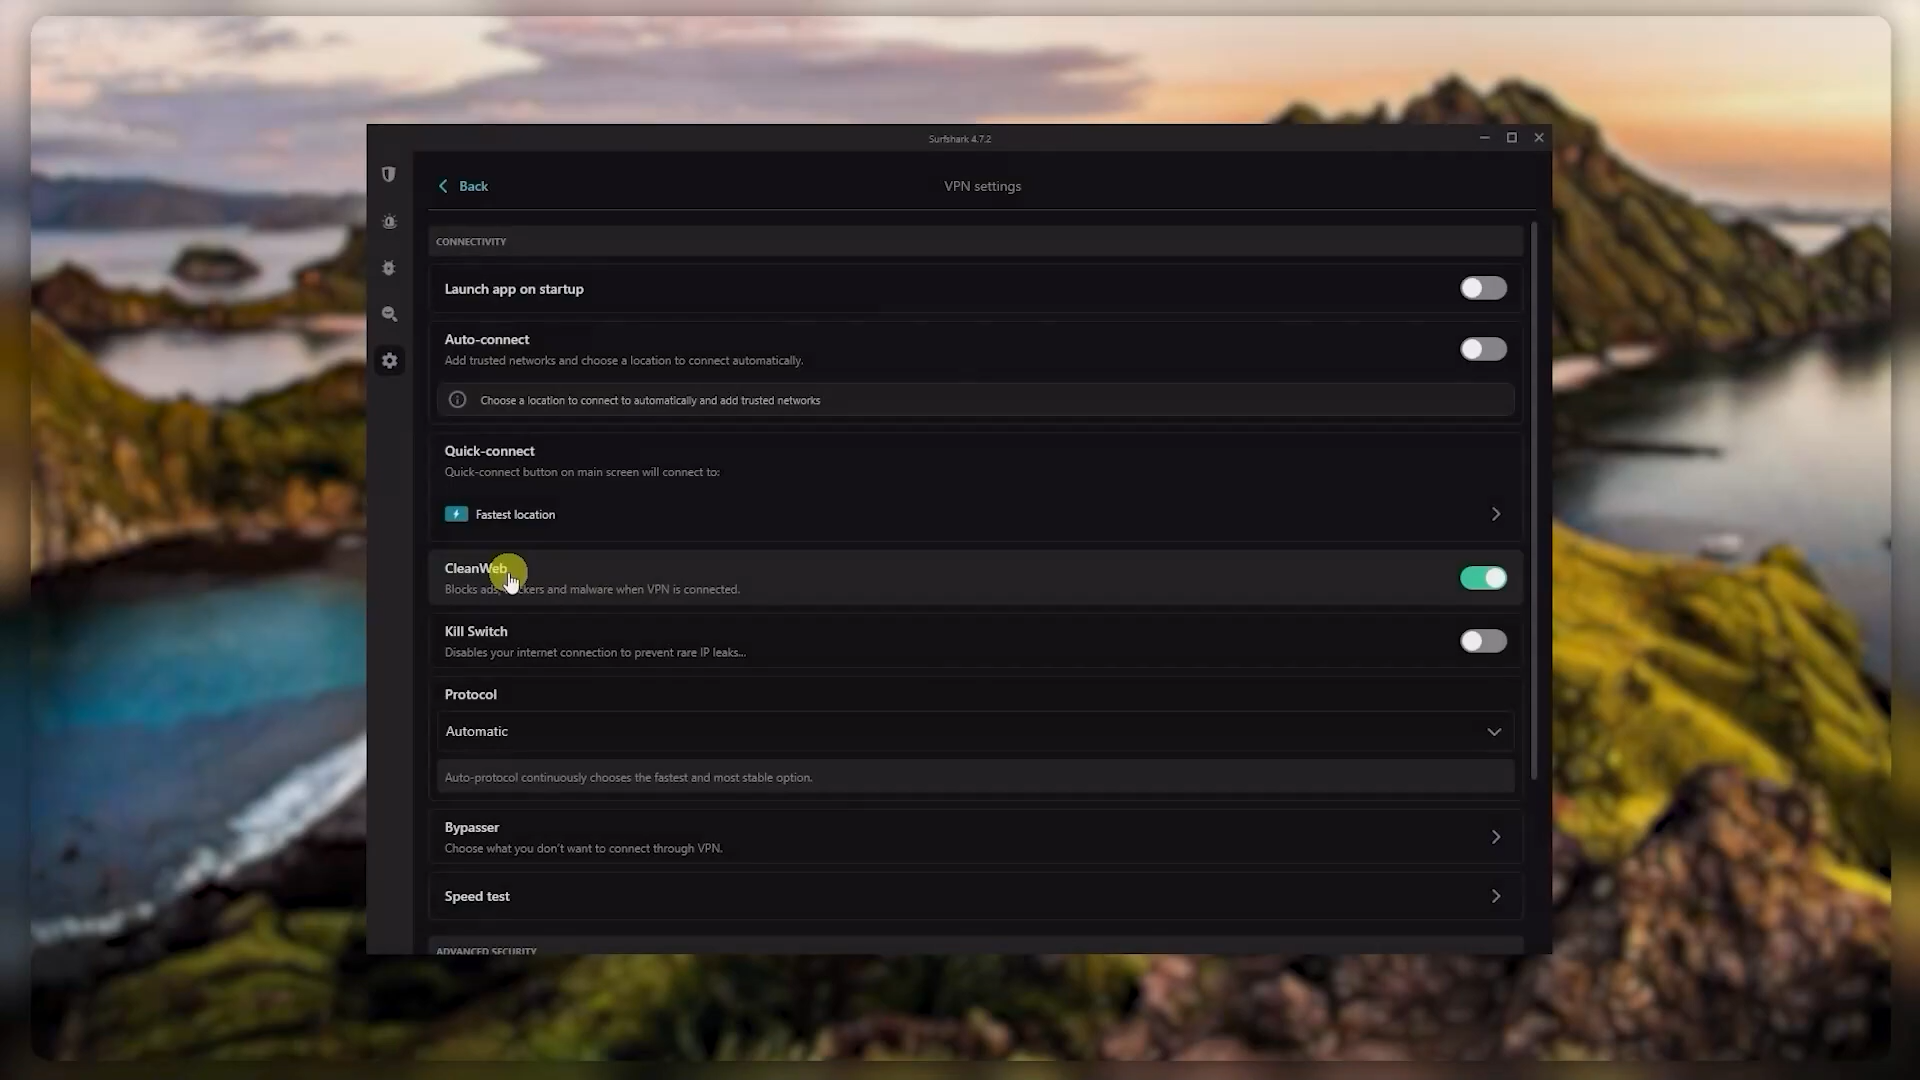 Surfshark 4.7.2
Back
VPN settings
CONNECTIVITY
Launch app on startup
Auto-connect
Add trusted networks and choose a location to connect automatically.
Choose a location to connect to automatically and add trusted networks
Quick-connect
Quick-connect button on main screen will connect to:
Fastest location
CleanWeb
Blocks ads, and malware when VPN is connected.
Kill Switch
Disables your internet connection to prevent rare IP leaks...
Protocol
Automatic
Auto-protocol continuously chooses the fastest and most stable option.
Bypasser
Choose what you don't want to connect through VPN.
Speed test
ADVANCED SECURITY